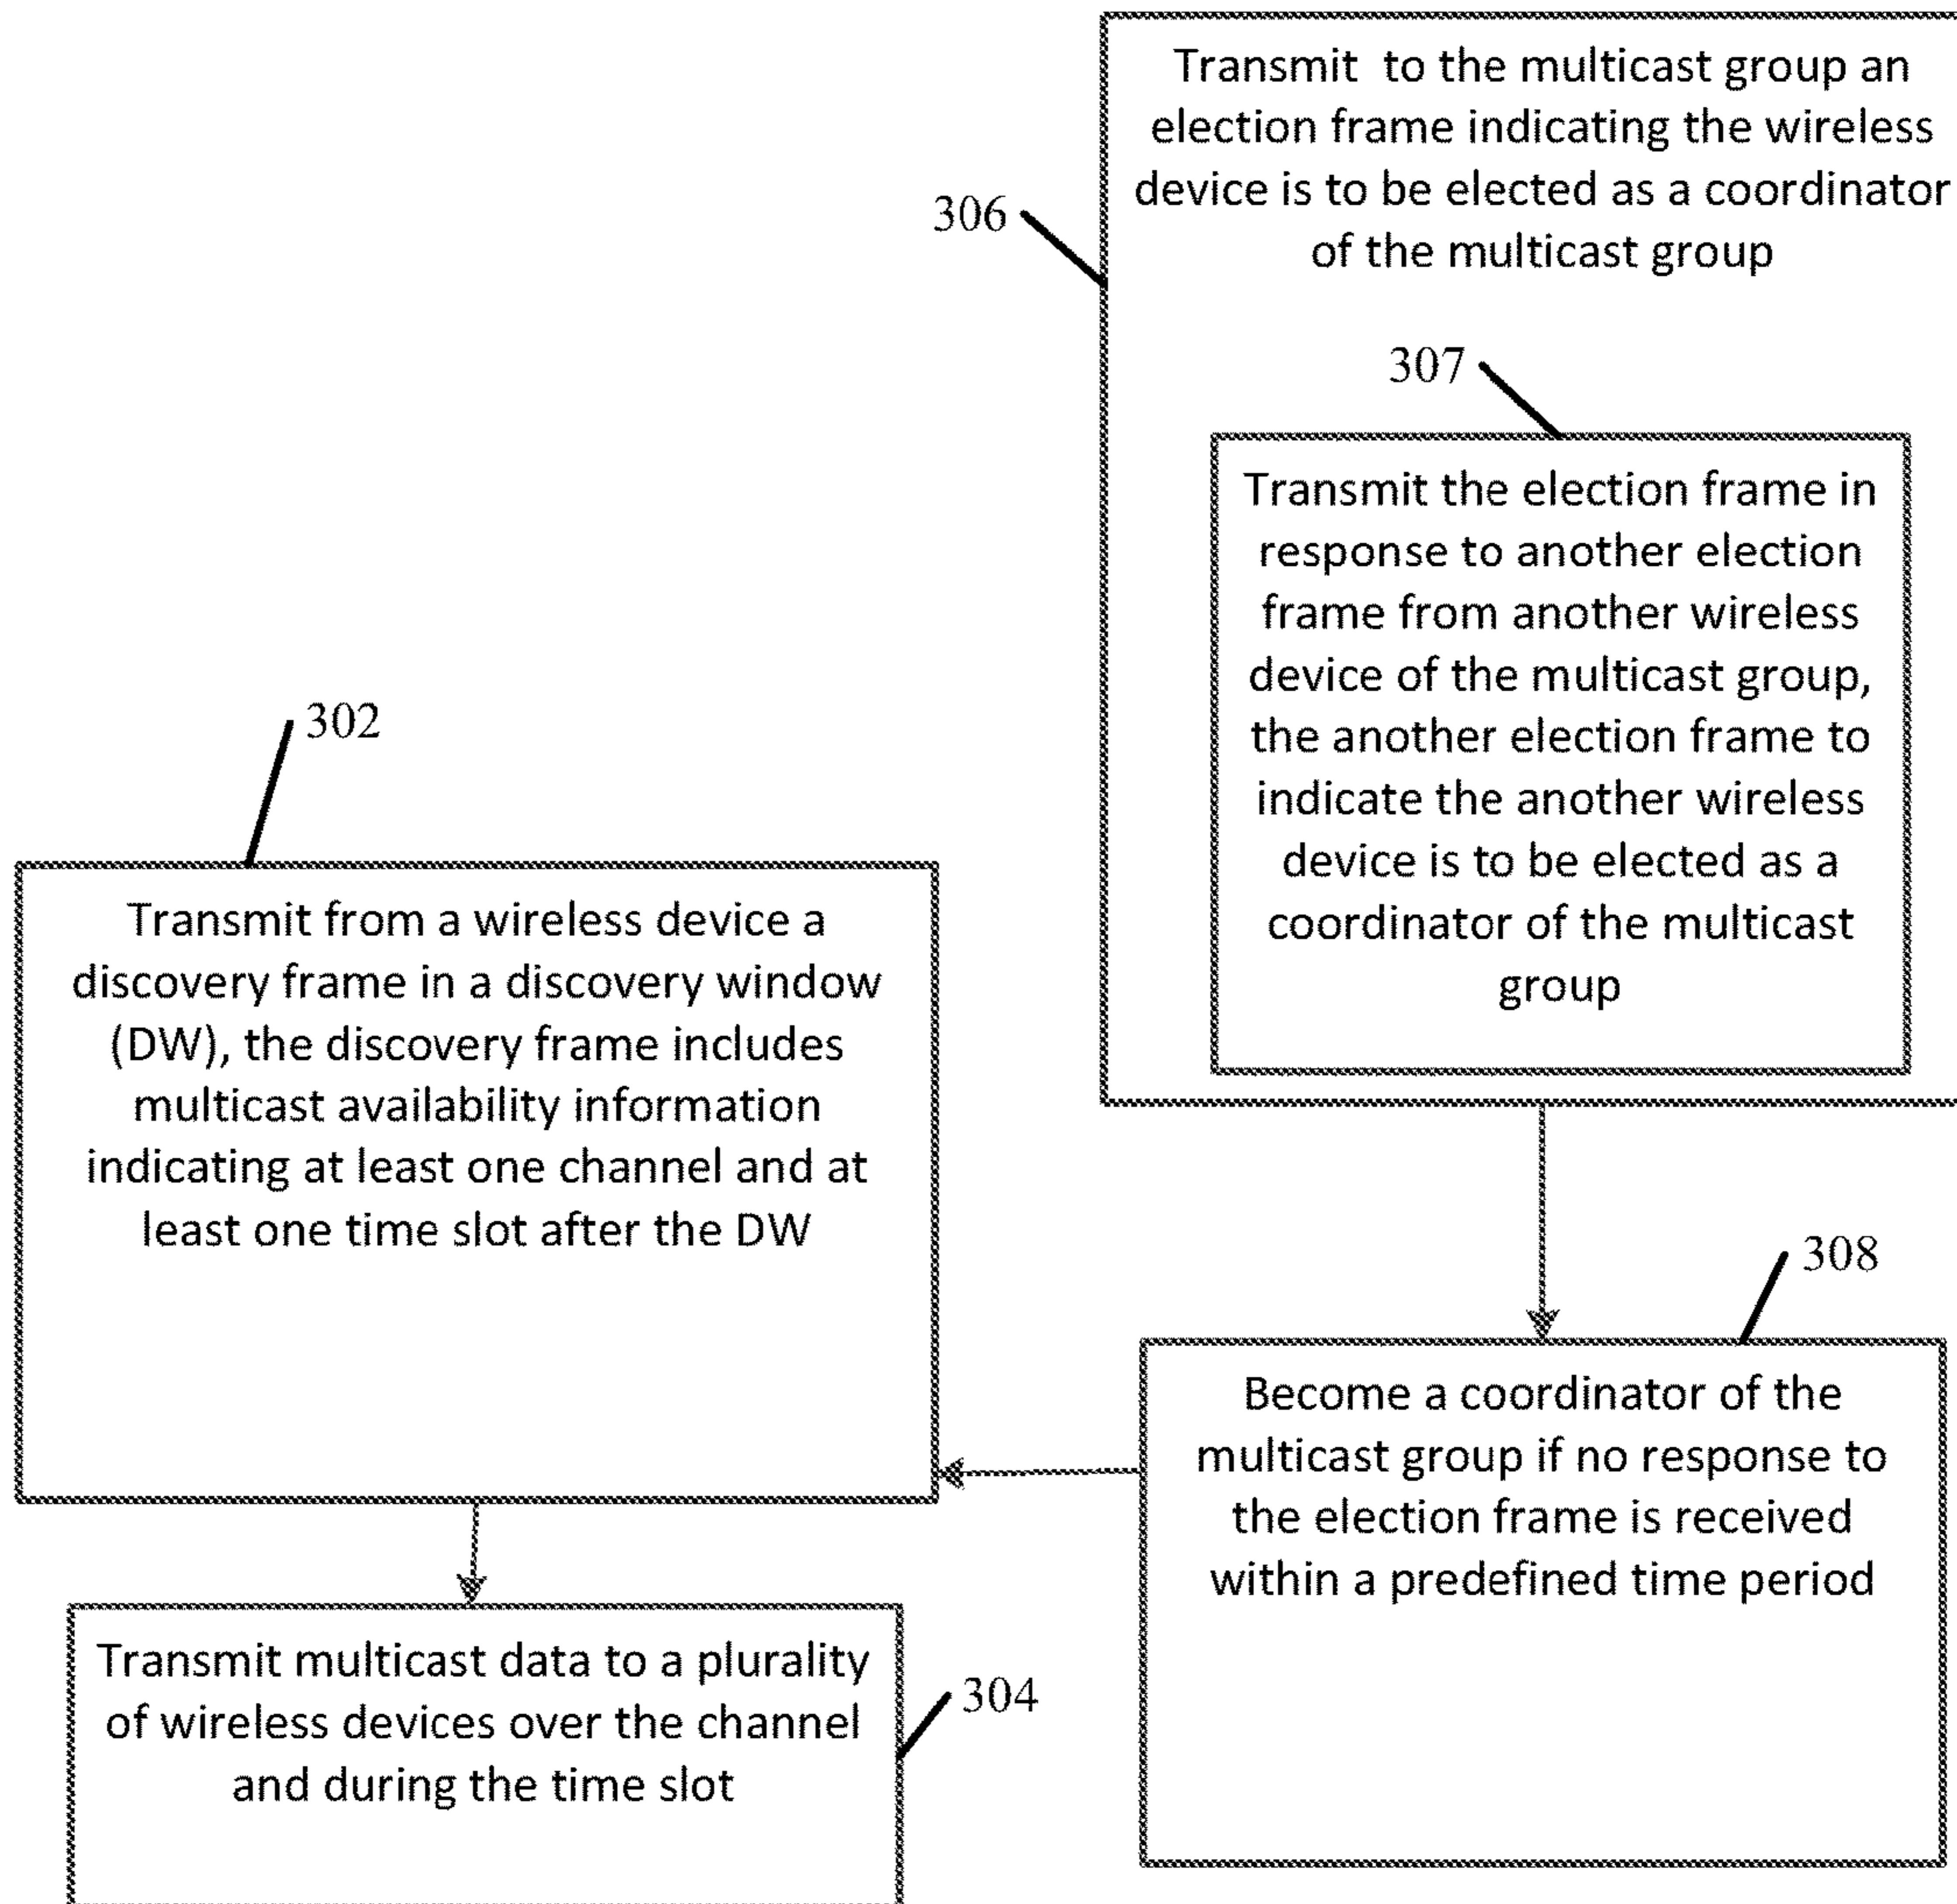 Transmit to the multicast group an
election frame indicating the wireless
device is to be elected as a coordinator
of the multicast group
306
307
Transmit the election frame in
response to another election
frame from another wireless
device of the multicast group,
the another election frame to
indicate the another wireless
device is to be elected as a
coordinator of the multicast
group
302
Transmit from a wireless device a
discovery frame in a discovery window
(DW), the discovery frame includes
multicast availability information
indicating at least one channel and at
least one time slot after the DW
308
Become a coordinator of the
multicast group if no response to
the election frame is received
within a predefined time period
Transmit multicast data to a plurality
of wireless devices over the channel
and during the time slot
304